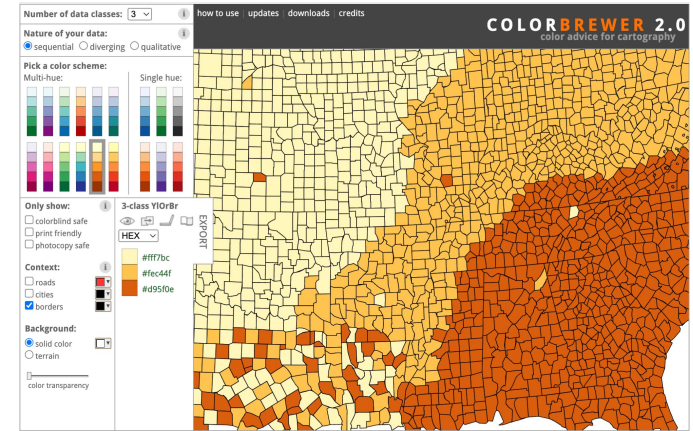 Number of data classes: 3 i
how to use | updates | downloads | credits
COLORBREWER 2.0
color advice for cartography
Nature of your data: i
sequential diverging qualitative
Pick a color scheme:
Multi-hue: Single hue:
Only show: i
colorblind safe
print friendly
photocopy safe
Context: i
roads
cities
borders
Background:
solid color
terrain
color transparency
3-class YlOrBr
HEX
EXPORT
#fff7bc
#fec44f
#d95f0e